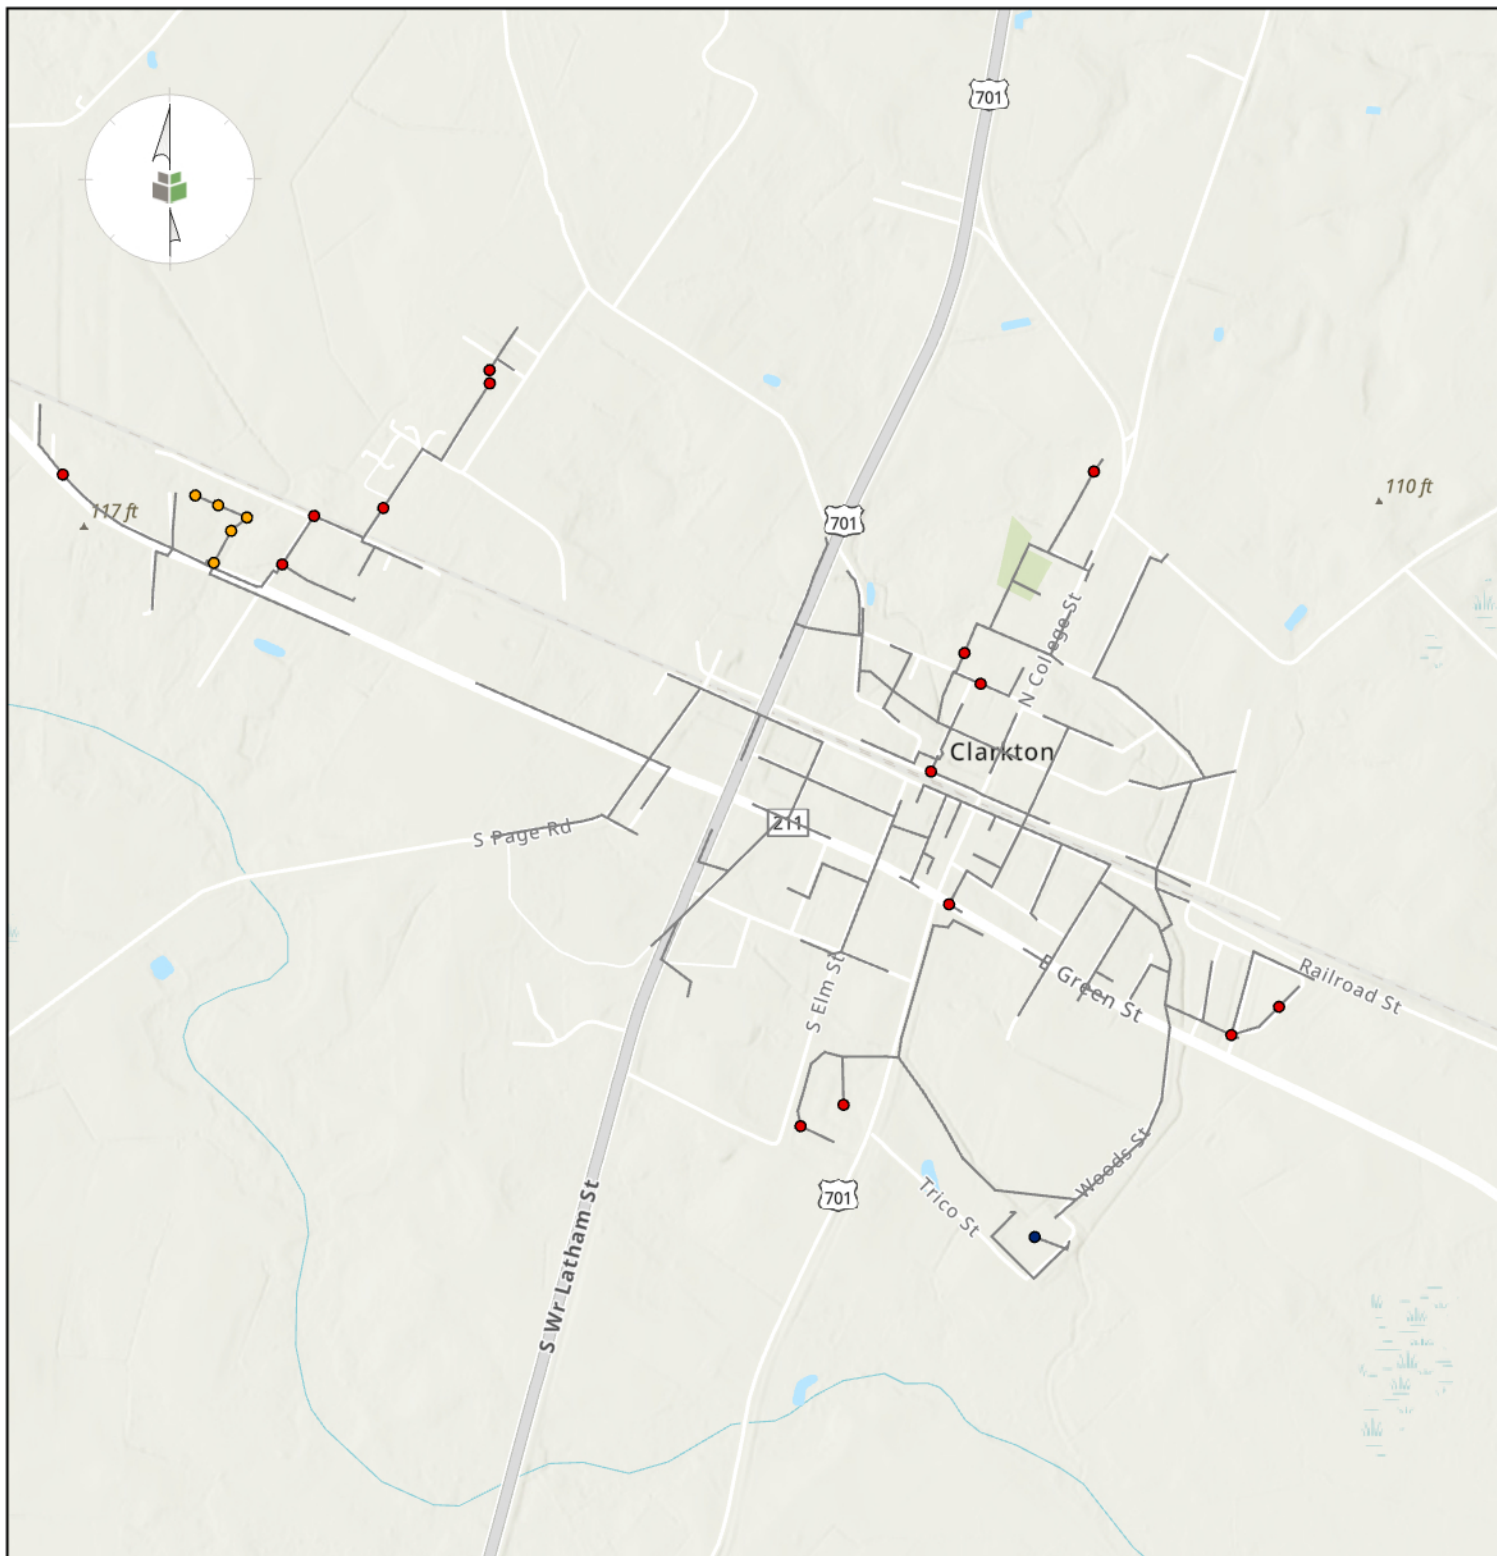 701
117 ft
110 ft
701
N College St
Clarkton
211
S Page Rd
E Green St
Railroad St
S Elm St
Woods St
Trico St
701
S Wr Latham St